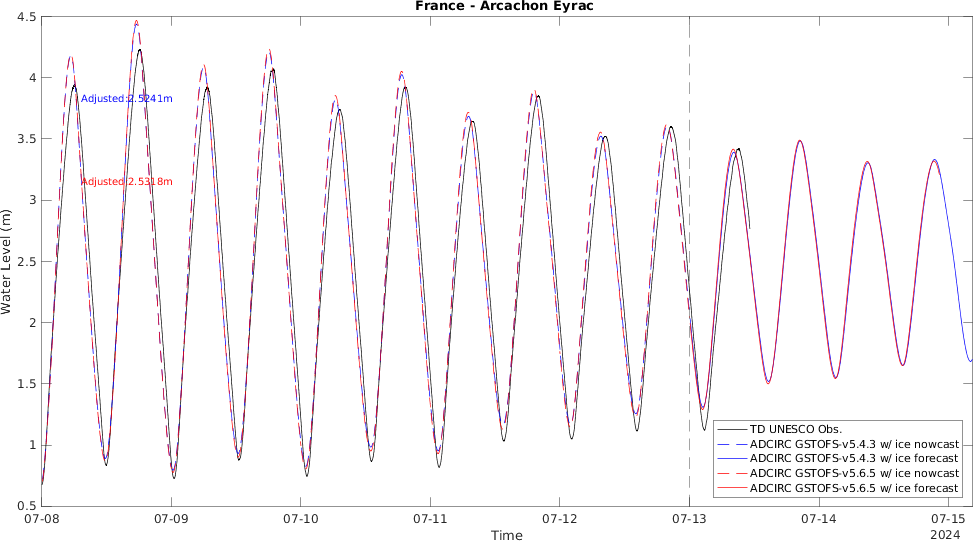 France - Arcachon Eyrac
Water Level (m)
4.5
4
3.5
3
2.5
2
1.5
1
0.5
Adjusted:2.5241m
Adjusted:2.5318m
TD UNESCO Obs.
ADCIRC GSTOFS-v5.4.3 w/ ice nowcast
ADCIRC GSTOFS-v5.4.3 w/ ice forecast
ADCIRC GSTOFS-v5.6.5 w/ ice nowcast
ADCIRC GSTOFS-v5.6.5 w/ ice forecast
07-08 07-09 07-10 07-11 07-12 07-13 07-14 07-15
Time
2024